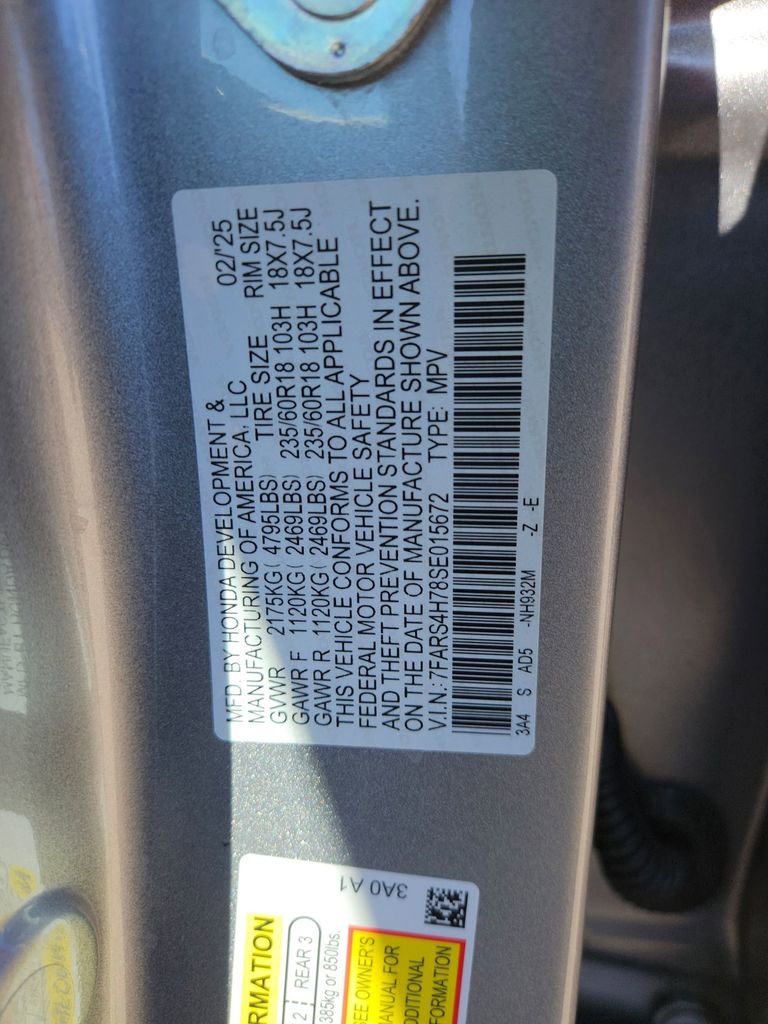 MFD. BY HONDA DEVELOPMENT &
MANUFACTURING OF AMERICA, LLC 02/'25
GVWR 2175KG( 4795LBS) TIRE SIZE RIM SIZE
GAWR F 1120KG( 2469LBS) 235/60R18 103H 18X7.5J
GAWR R 1120KG( 2469LBS) 235/60R18 103H 18X7.5J
THIS VEHICLE CONFORMS TO ALL APPLICABLE
FEDERAL MOTOR VEHICLE SAFETY
AND THEFT PREVENTION STANDARDS IN EFFECT
ON THE DATE OF MANUFACTURE SHOWN ABOVE.
V.I.N.: 7FARS4H78SE015672 TYPE: MPV
3A4 S AD5 -NH932M -Z -E
RMATION
2 REAR 3
385kg or 850lbs.
SEE OWNER'S
MANUAL FOR
ADDITIONAL
FORMATION
3A0 A1